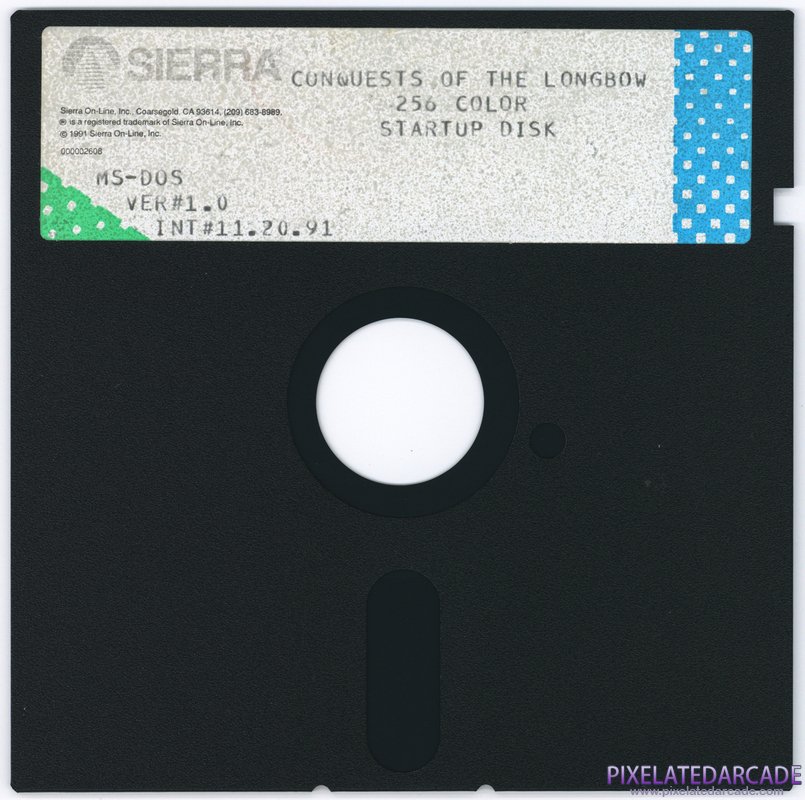 SIERRA
CONQUESTS OF THE LONGBOW
256 COLOR
STARTUP DISK
Sierra On-Line, Inc. Coarsegold, CA 93614, (209) 683-8989.
® is a registered trademark of Sierra On-Line, Inc.
© 1991 Sierra On-Line, Inc.
000002608
MS-DOS
VER#1.0
INT#11.20.91
PIXELATEDARCADE
www.pixelatedarcade.com